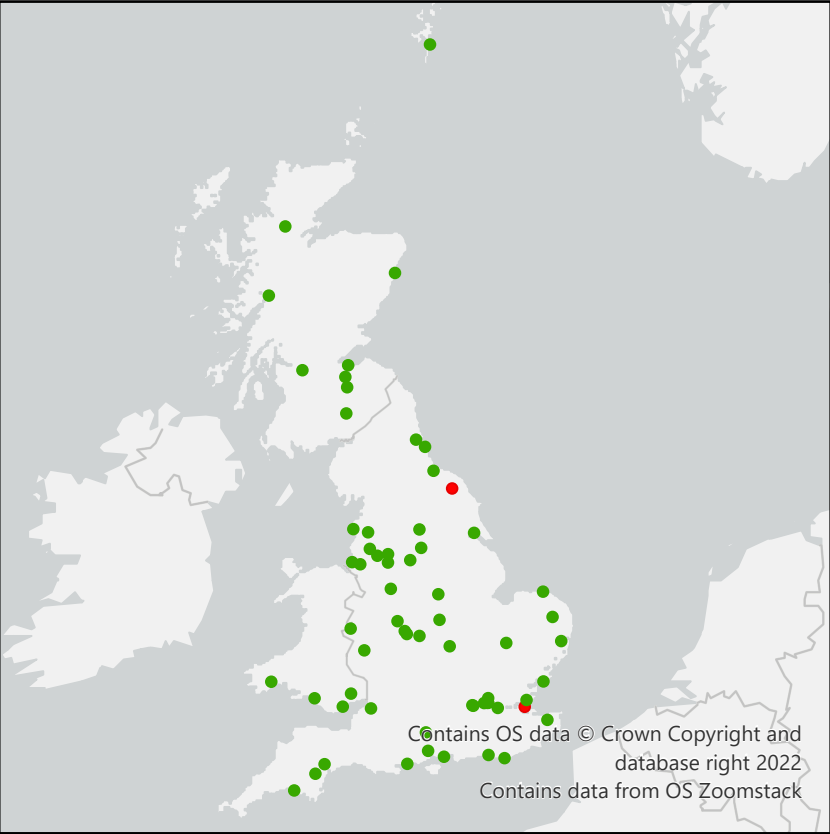 Contains OS data © Crown Copyright and
database right 2022
Contains data from OS Zoomstack